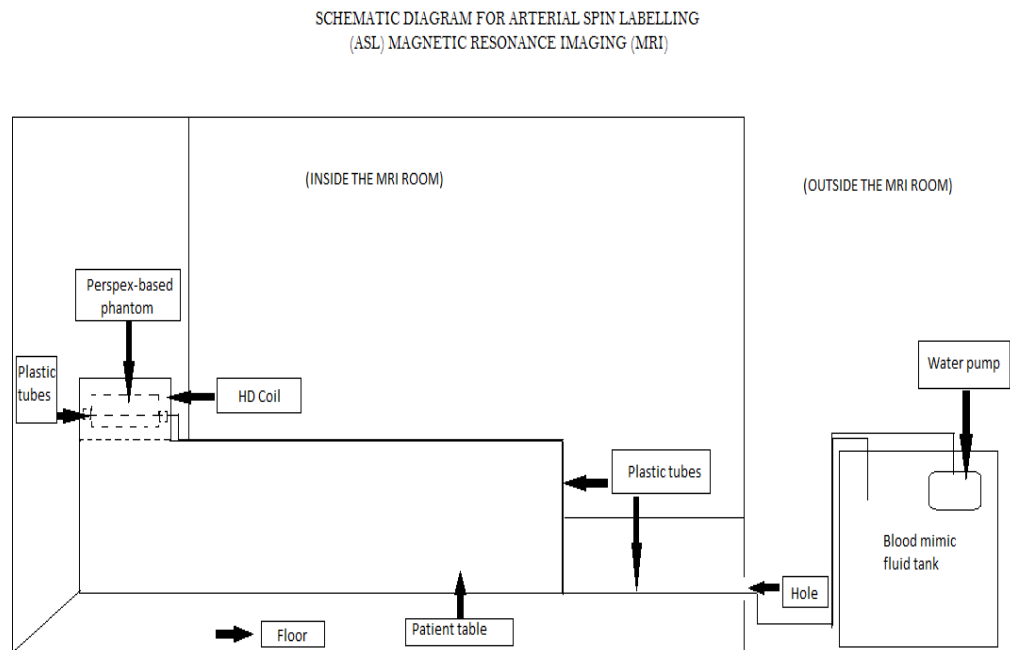 SCHEMATIC DIAGRAM FOR ARTERIAL SPIN LABELLING
(ASL) MAGNETIC RESONANCE IMAGING (MRI)
(INSIDE THE MRI ROOM)
(OUTSIDE THE MRI ROOM)
Perspex-based
phantom
Plastic
tubes
HD Coil
Water pump
Plastic tubes
Blood mimic
fluid tank
Hole
Patient table
Floor